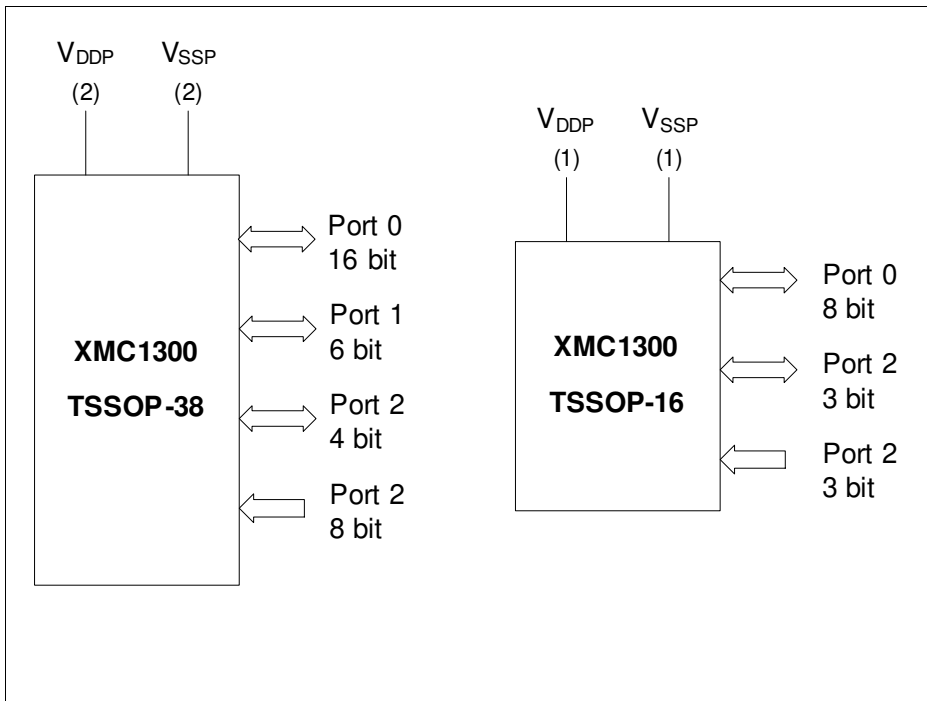 VDDP VSSP
(2) (2)
XMC1300
TSSOP-38
Port 0
16 bit
Port 1
6 bit
Port 2
4 bit
Port 2
8 bit
VDDP VSSP
(1) (1)
XMC1300
TSSOP-16
Port 0
8 bit
Port 2
3 bit
Port 2
3 bit